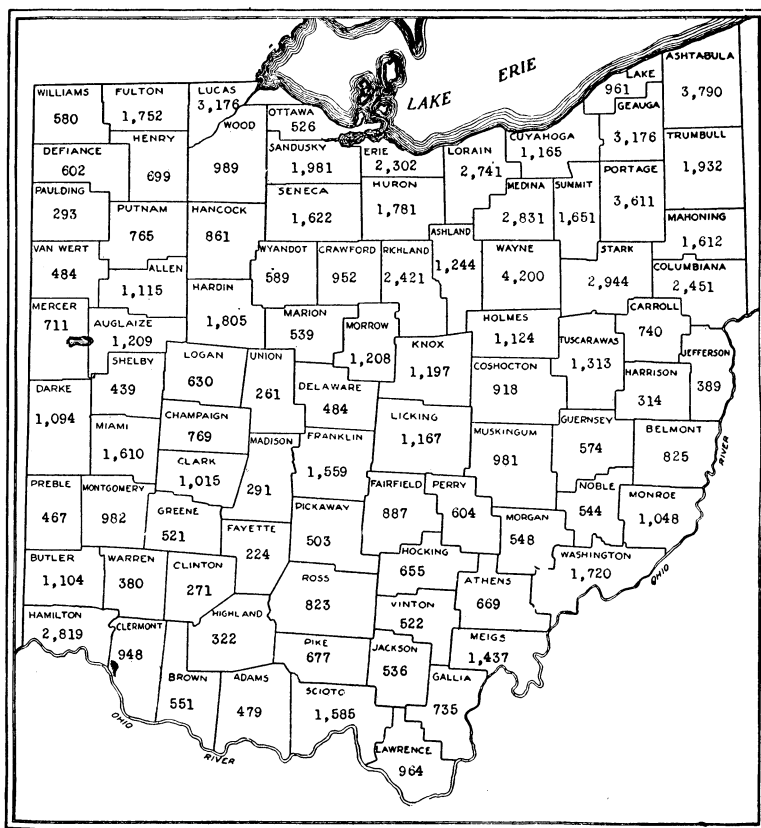 LAKE ERIE
WILLIAMS
580
FULTON
1,752
LUCAS
3,176
OTTAWA
526
LAKE
961
ASHTABULA
3,790
GEAUGA
3,176
CUYAHOGA
1,165
TRUMBULL
1,932
DEFIANCE
602
HENRY
699
WOOD
989
SANDUSKY
1,981
ERIE
2,302
LORAIN
2,741
PORTAGE
3,611
PAULDING
293
PUTNAM
765
HANCOCK
861
SENECA
1,622
HURON
1,781
MEDINA
2,831
SUMMIT
1,651
MAHONING
1,612
VAN WERT
484
ALLEN
1,115
WYANDOT
589
CRAWFORD
952
RICHLAND
2,421
ASHLAND
1,244
WAYNE
4,200
STARK
2,944
COLUMBIANA
2,451
MERCER
711
AUGLAIZE
1,209
HARDIN
1,805
MARION
539
MORROW
1,208
KNOX
1,197
HOLMES
1,124
TUSCARAWAS
1,313
CARROLL
740
JEFFERSON
389
HARRISON
314
SHELBY
439
LOGAN
630
UNION
261
DELAWARE
484
COSHOCTON
918
DARKE
1,094
MIAMI
1,610
CHAMPAIGN
769
MADISON
291
FRANKLIN
1,559
LICKING
1,167
MUSKINGUM
981
GUERNSEY
574
BELMONT
825
RIVER
CLARK
1,015
PREBLE
467
MONTGOMERY
982
GREENE
521
FAYETTE
224
PICKAWAY
503
FAIRFIELD
887
PERRY
604
MORGAN
548
NOBLE
544
MONROE
1,048
BUTLER
1,104
WARREN
380
CLINTON
271
ROSS
823
HOCKING
655
ATHENS
669
WASHINGTON
1,720
OHIO
HAMILTON
2,819
CLERMONT
948
HIGHLAND
322
PIKE
677
VINTON
522
JACKSON
536
MEIGS
1,437
BROWN
551
ADAMS
479
SCIOTO
1,585
GALLIA
735
LAWRENCE
964
OHIO
RIVER